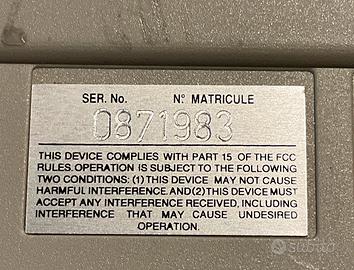 SER. No. N° MATRICULE
0871983
THIS DEVICE COMPLIES WITH PART 15 OF THE FCC
RULES. OPERATION IS SUBJECT TO THE FOLLOWING
TWO CONDITIONS: (1) THIS DEVICE MAY NOT CAUSE
HARMFUL INTERFERENCE. AND (2) THIS DEVICE MUST
ACCEPT ANY INTERFERENCE RECEIVED, INCLUDING
INTERFERENCE THAT MAY CAUSE UNDESIRED
OPERATION.
subito